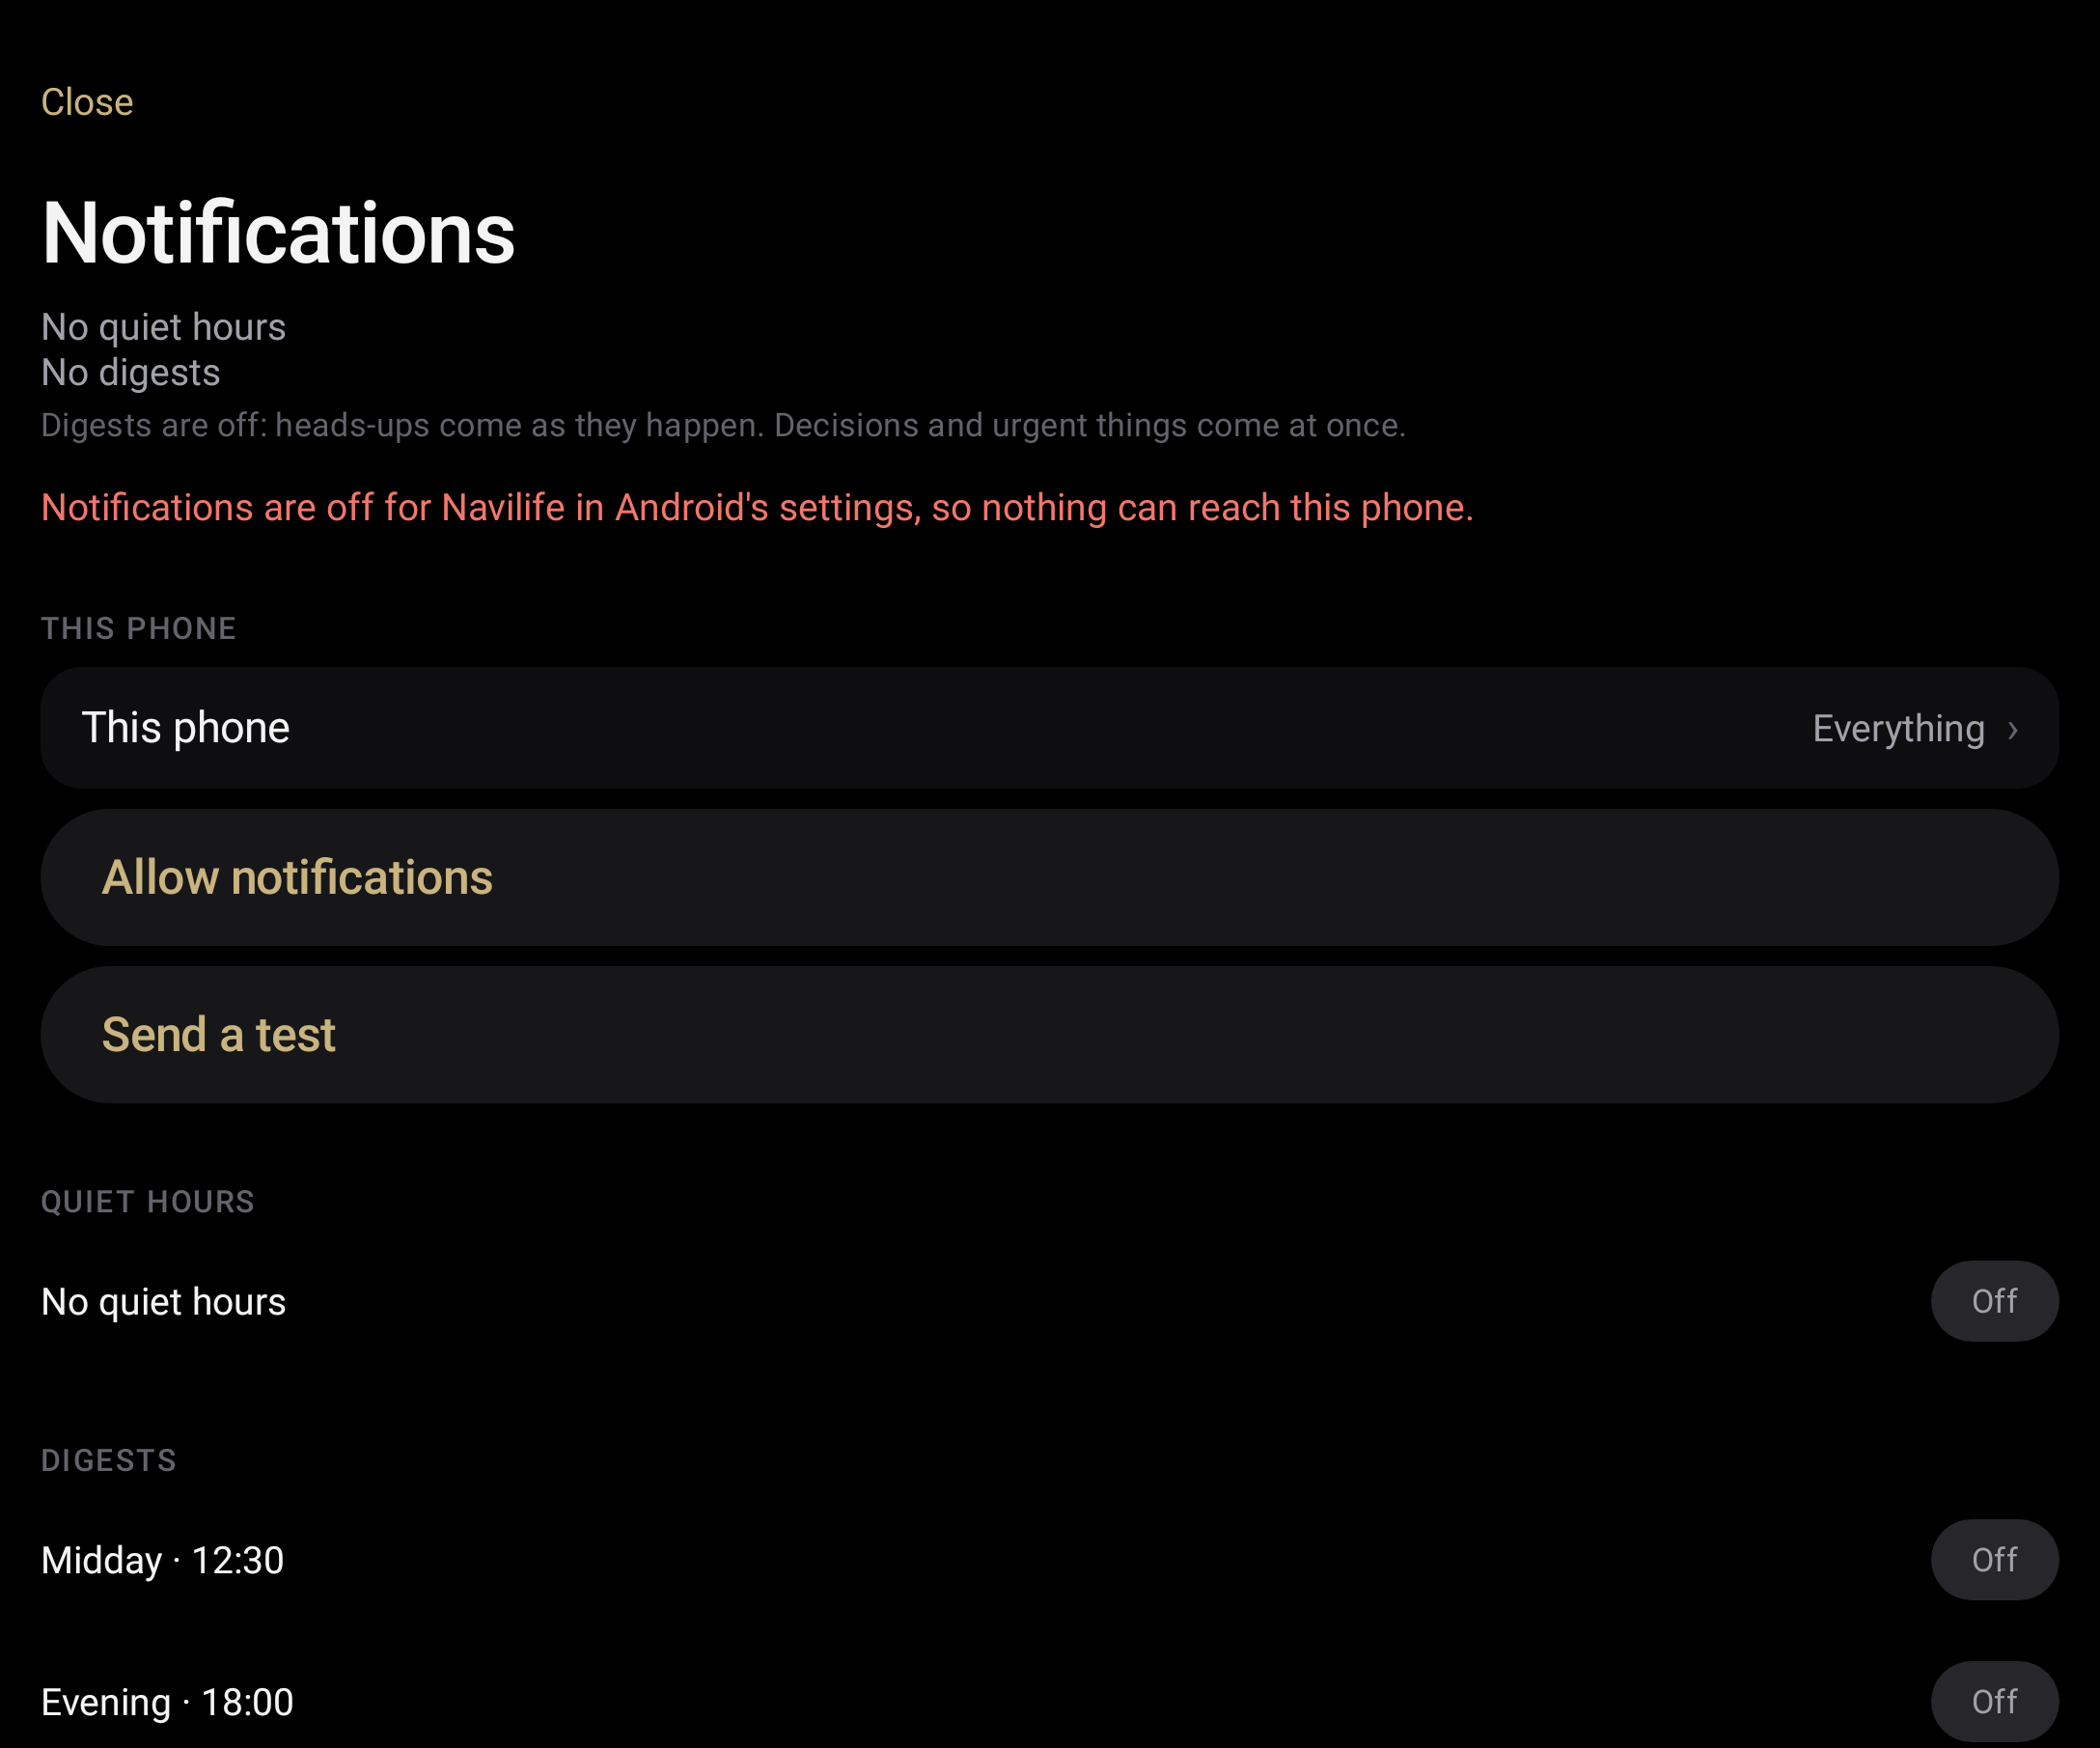 Close
Notifications
No quiet hours
No digests
Digests are off: heads-ups come as they happen. Decisions and urgent things come at once.
Notifications are off for Navilife in Android's settings, so nothing can reach this phone.
THIS PHONE
This phone Everything ›
Allow notifications
Send a test
QUIET HOURS
No quiet hours Off
DIGESTS
Midday · 12:30 Off
Evening · 18:00 Off